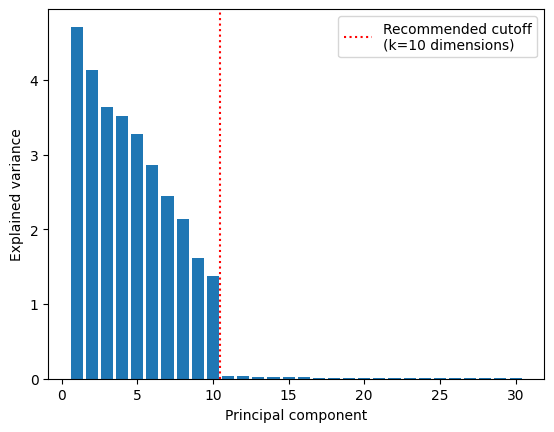 Recommended cutoff
(k=10 dimensions)
4
3
2
1
0
Explained variance
0 5 10 15 20 25 30
Principal component